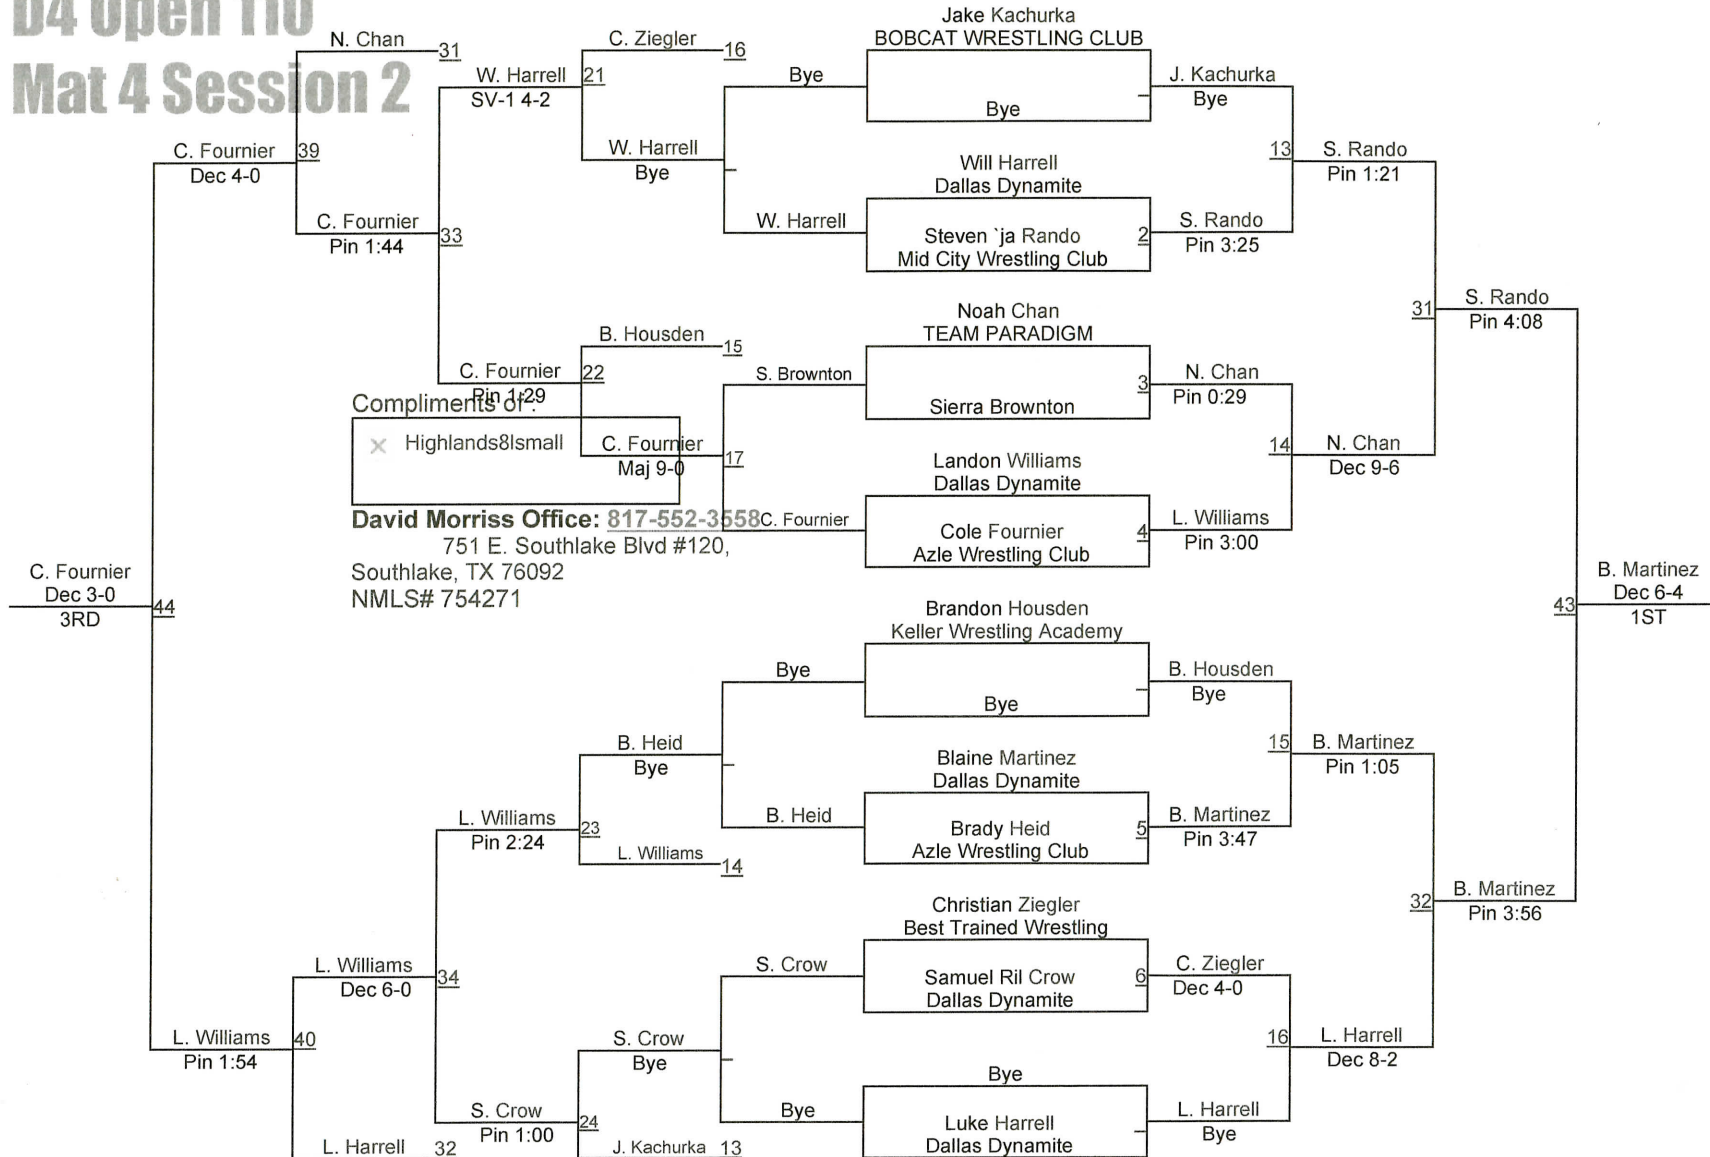 D4 Open 110
Mat 4 Session 2
N. Chan 31
C. Fournier 39
Dec 4-0
C. Fournier 33
Pin 1:44
W. Harrell 21
SV-1 4-2
C. Ziegler 16
W. Harrell
Bye
Bye
W. Harrell
Jake Kachurka
BOBCAT WRESTLING CLUB
Bye
J. Kachurka
Bye
Will Harrell
Dallas Dynamite
Steven `ja Rando 2
Mid City Wrestling Club
S. Rando
Pin 3:25
13 S. Rando
Pin 1:21
B. Housden 15
C. Fournier 22
Pin 1:29
C. Fournier 17
Maj 9-0
S. Brownton
C. Fournier
Noah Chan
TEAM PARADIGM
3
Sierra Brownton
N. Chan
Pin 0:29
Landon Williams
Dallas Dynamite
Cole Fournier 4
Azle Wrestling Club
L. Williams
Pin 3:00
14 N. Chan
Dec 9-6
31 S. Rando
Pin 4:08
Compliments of :
Highlands8lsmall
David Morriss Office: 817-552-3558
751 E. Southlake Blvd #120,
Southlake, TX 76092
NMLS# 754271
C. Fournier
Dec 3-0
3RD
44
43
B. Martinez
Dec 6-4
1ST
Bye
B. Heid
Bye
B. Heid
Brandon Housden
Keller Wrestling Academy
Bye
B. Housden
Bye
Blaine Martinez
Dallas Dynamite
Brady Heid 5
Azle Wrestling Club
B. Martinez
Pin 3:47
15 B. Martinez
Pin 1:05
L. Williams 23
Pin 2:24
L. Williams 14
L. Williams 34
Dec 6-0
L. Williams 40
Pin 1:54
S. Crow
S. Crow
Bye
Bye
Christian Ziegler
Best Trained Wrestling
Samuel Ril Crow 6
Dallas Dynamite
C. Ziegler
Dec 4-0
Bye
Luke Harrell
Dallas Dynamite
L. Harrell
Bye
16 L. Harrell
Dec 8-2
32 B. Martinez
Pin 3:56
S. Crow 24
Pin 1:00
L. Harrell 32
J. Kachurka 13